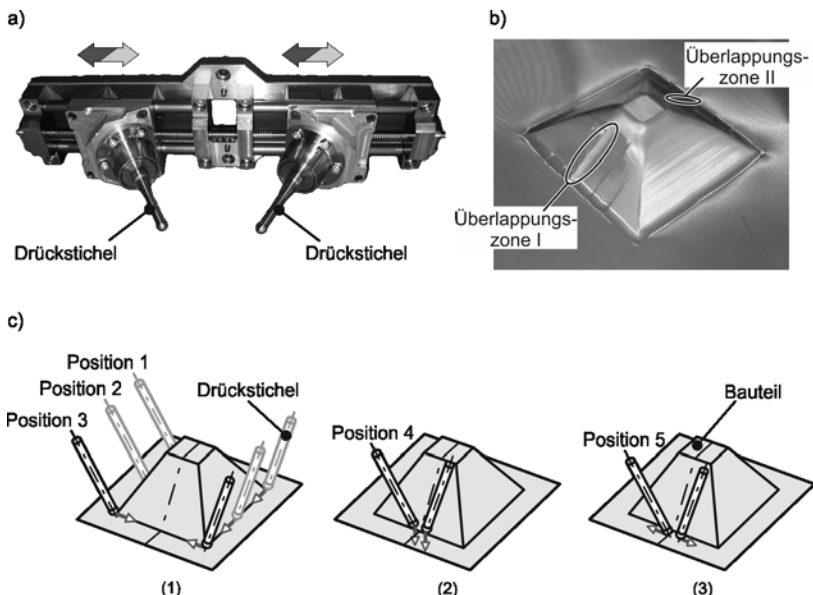 a)
Drückstichel
Drückstichel
b)
Überlappungs-
zone II
Überlappungs-
zone I
c)
Position 1
Position 2
Position 3
Drückstichel
(1)
Position 4
(2)
Bauteil
Position 5
(3)